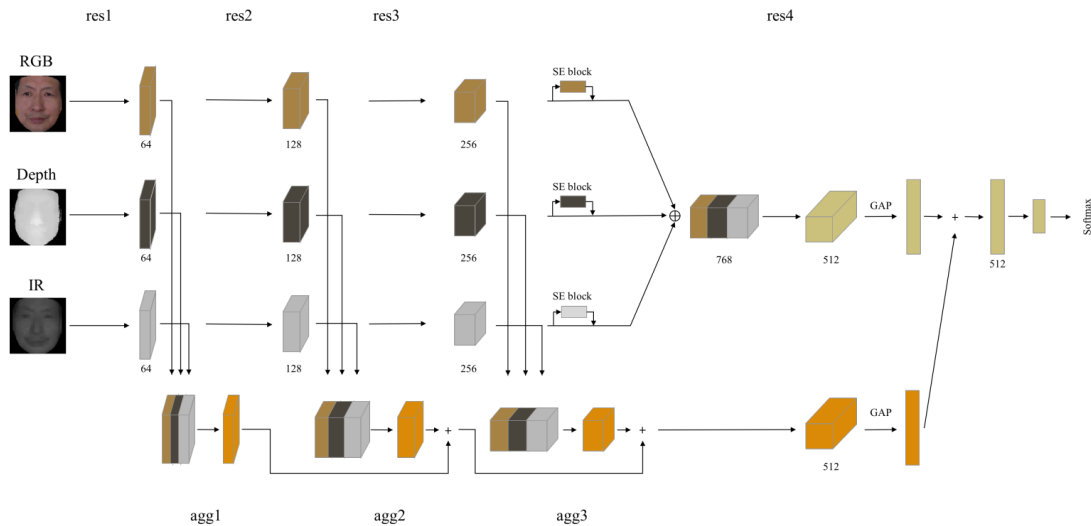 res1 res2 res3 res4
RGB
SE block
64 128 256
Depth
SE block
GAP
+
Softmax
64 128 256 768 512 512
IR
SE block
64 128 256
GAP
+ +
512
agg1 agg2 agg3